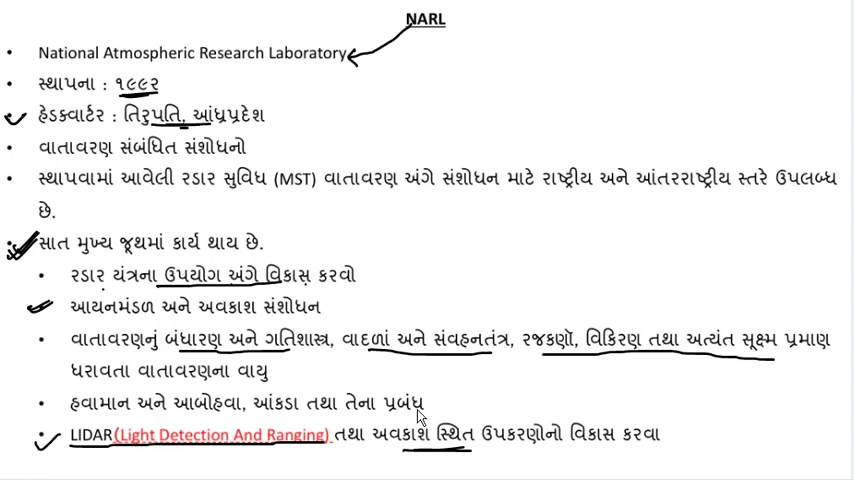 NARL
• National Atmospheric Research Laboratory
• સ્થાપના : ૧૯૯૨
• હેડક્વાર્ટર : તિરુપતિ, આંધ્રપ્રદેશ
• વાતાવરણ સંબંધિત સંશોધનો
• સ્થાપવામાં આવેલી રડાર સુવિધ (MST) વાતાવરણ અંગે સંશોધન માટે રાષ્ટ્રીય અને આંતરરાષ્ટ્રીય સ્તરે ઉપલબ્ધ
છે.
• સાત મુખ્ય જૂથમાં કાર્ય થાય છે.
• રડાર યંત્રના ઉપયોગ અંગે વિકાસ કરવો
• આયનમંડળ અને અવકાશ સંશોધન
• વાતાવરણનું બંધારણ અને ગતિશાસ્ત્ર, વાદળાં અને સંવહનતંત્ર, રજકણૉ, વિકિરણ તથા અત્યંત સૂક્ષ્મ પ્રમાણ
ધરાવતા વાતાવરણના વાયુ
• હવામાન અને આબોહવા, આંકડા તથા તેના પ્રબંધ
• LIDAR(Light Detection And Ranging) તથા અવકાશ સ્થિત ઉપકરણોનો વિકાસ કરવા